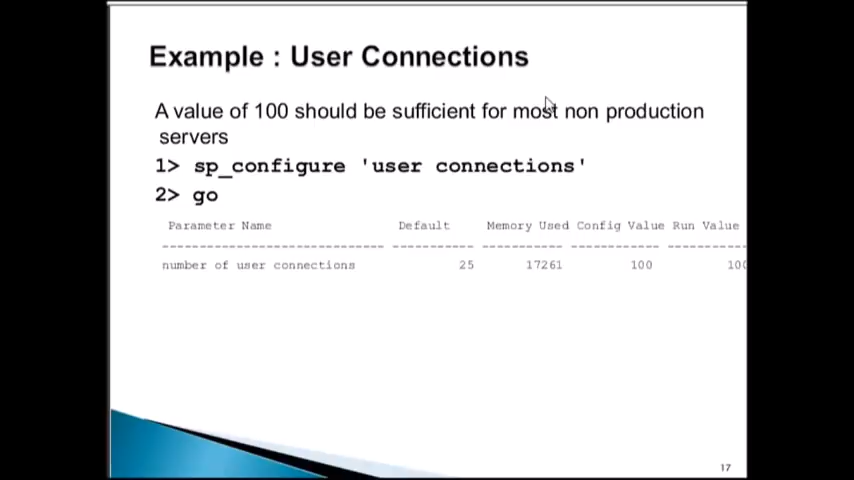 Example : User Connections
A value of 100 should be sufficient for most non production
servers
1> sp_configure 'user connections'
2> go
Parameter Name Default Memory Used Config Value Run Value
------------------------------ ----------- ----------- ------------ -----------
number of user connections 25 17261 100 100
17